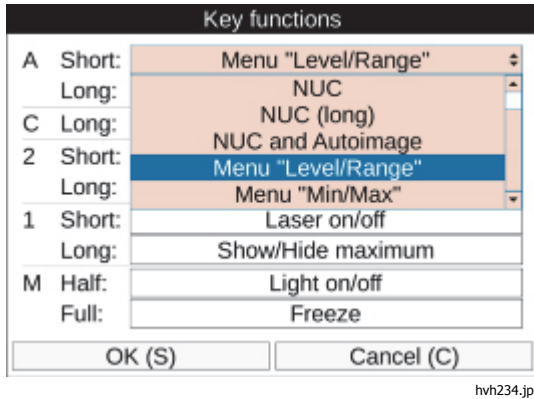 Key functions
A Short: Menu "Level/Range"
Long: NUC
NUC (long)
C Long:
NUC and Autoimage
2 Short: Menu "Level/Range"
Long: Menu "Min/Max"
1 Short: Laser on/off
Long: Show/Hide maximum
M Half: Light on/off
Full: Freeze
OK (S) Cancel (C)
hvh234.jp